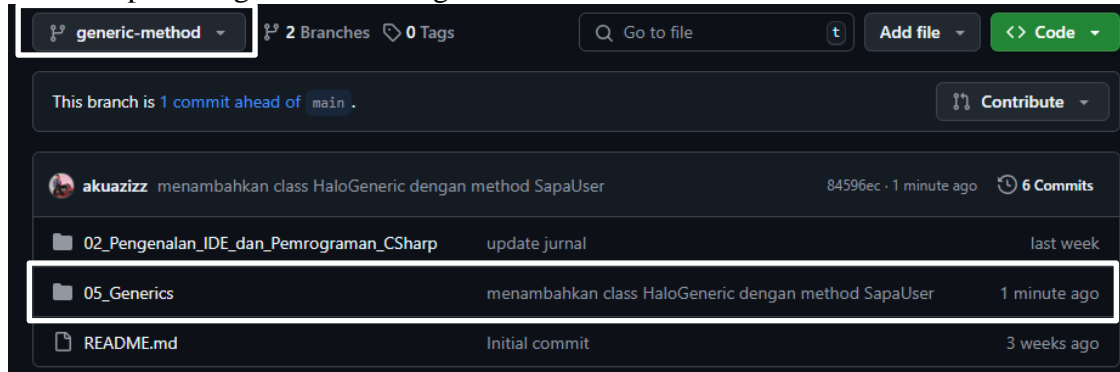 generic-method 2 Branches 0 Tags Go to file t Add file <> Code
This branch is 1 commit ahead of main .
Contribute
akuazizz menambahkan class HaloGeneric dengan method SapaUser 84596ec · 1 minute ago 6 Commits
02_Pengenalan_IDE_dan_Pemrograman_CSharp update jurnal last week
05_Generics menambahkan class HaloGeneric dengan method SapaUser 1 minute ago
README.md Initial commit 3 weeks ago